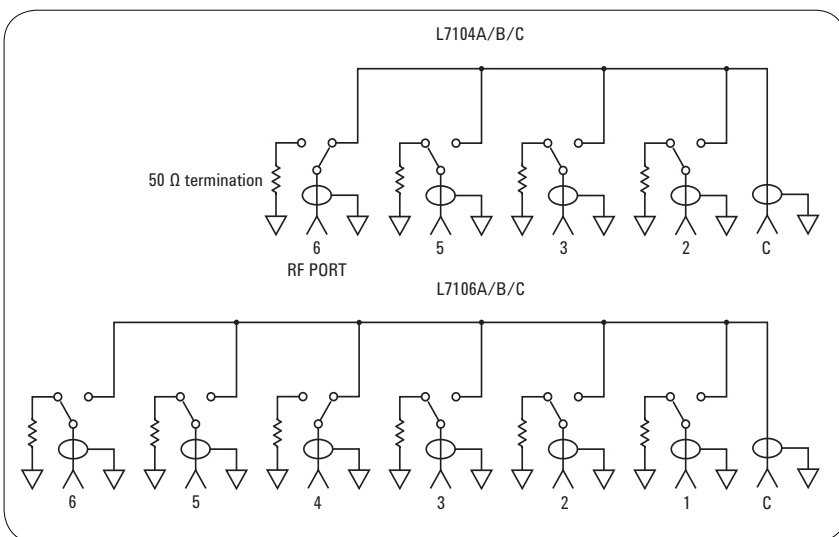 L7104A/B/C
50 Ω termination
6 5 3 2 C
RF PORT
L7106A/B/C
6 5 4 3 2 1 C